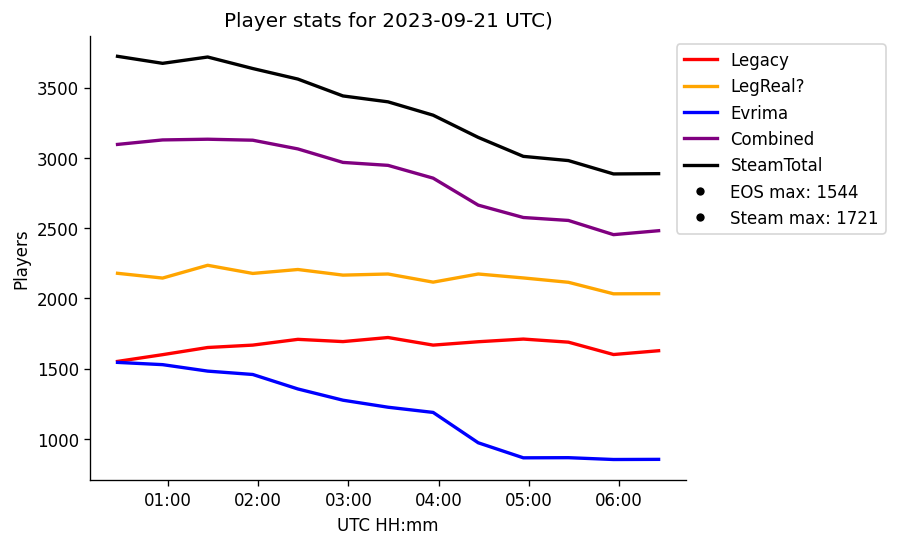 Player stats for 2023-09-21 UTC)
Legacy
LegReal?
Evrima
Combined
SteamTotal
EOS max: 1544
Steam max: 1721
Players
3500
3000
2500
2000
1500
1000
01:00 02:00 03:00 04:00 05:00 06:00
UTC HH:mm